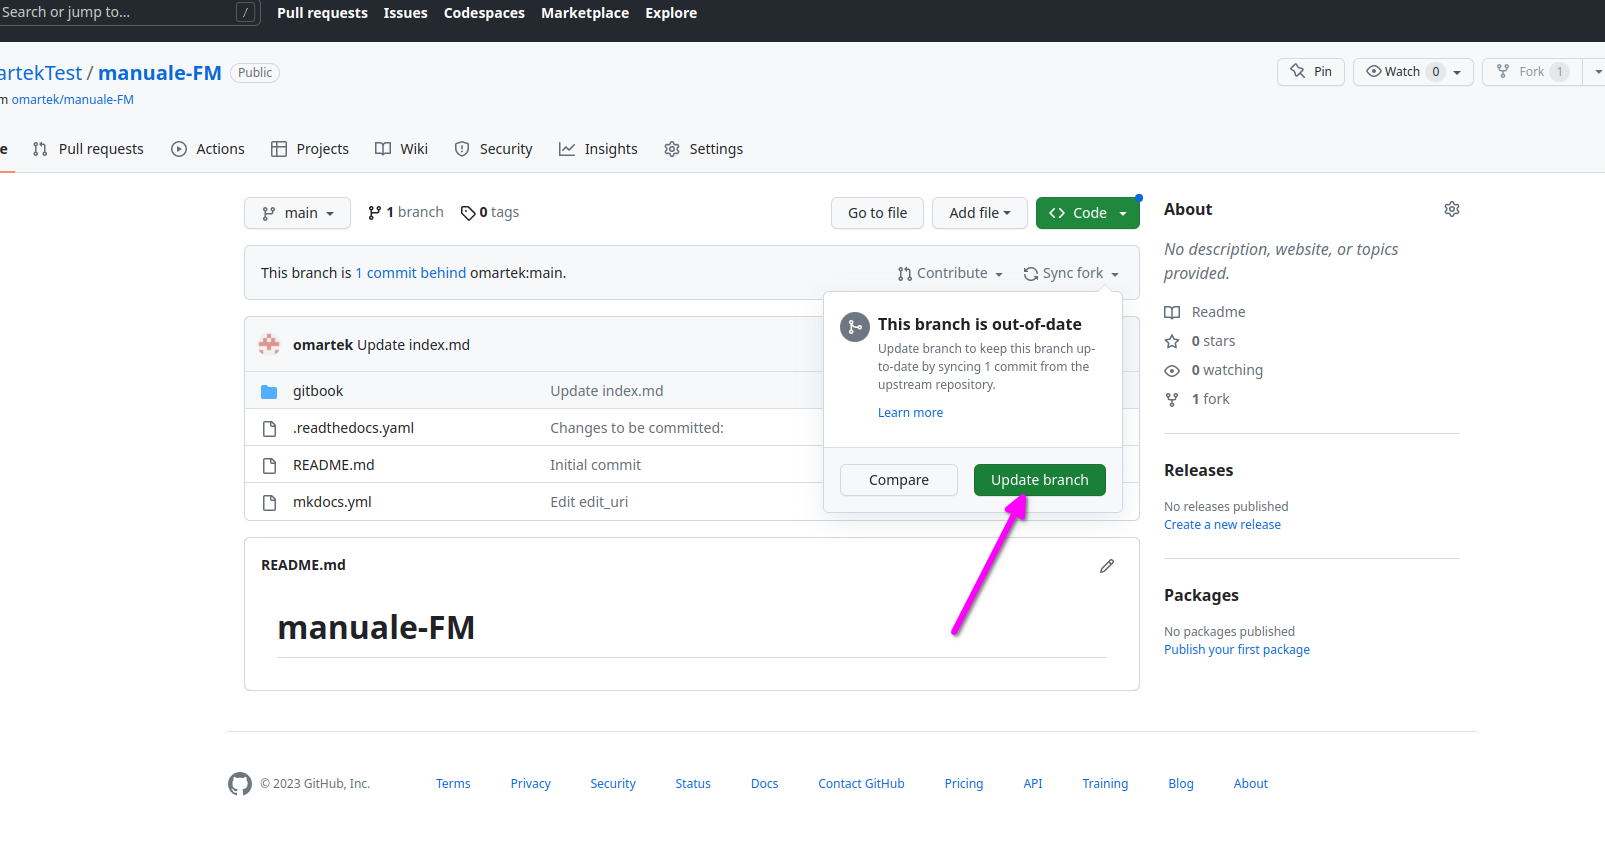 Search or jump to... /
Pull requests Issues Codespaces Marketplace Explore
artekTest / manuale-FM Public
Pin Watch 0 Fork 1
m omartek/manuale-FM
e Pull requests Actions Projects Wiki Security Insights Settings
main 1 branch 0 tags Go to file Add file Code
This branch is 1 commit behind omartek:main.
Contribute Sync fork
This branch is out-of-date
Update branch to keep this branch up-
to-date by syncing 1 commit from the
upstream repository.
Learn more
Compare Update branch
omartek Update index.md
gitbook Update index.md
.readthedocs.yaml Changes to be committed:
README.md Initial commit
mkdocs.yml Edit edit_uri
README.md
manuale-FM
About
No description, website, or topics
provided.
Readme
0 stars
0 watching
1 fork
Releases
No releases published
Create a new release
Packages
No packages published
Publish your first package
© 2023 GitHub, Inc. Terms Privacy Security Status Docs Contact GitHub Pricing API Training Blog About